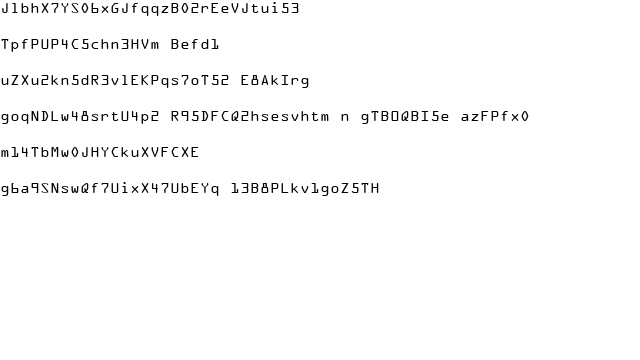 J1bhX7YS06xGJfqqzB02rEeVJtui53
TpfPUP4C5chn3HVm Befd1
uZXu2kn5dR3v1EKPqs7oT52 E8AkIrg
goqNDLw48srtU4p2 R95DFCQ2hsesvhtm n gTBOQBI5e azFPfx0
m14TbMw0JHYCkuXVFCXE
g6a9SNswQf7UixX47UbEYq 13B8PLkv1goZ5TH